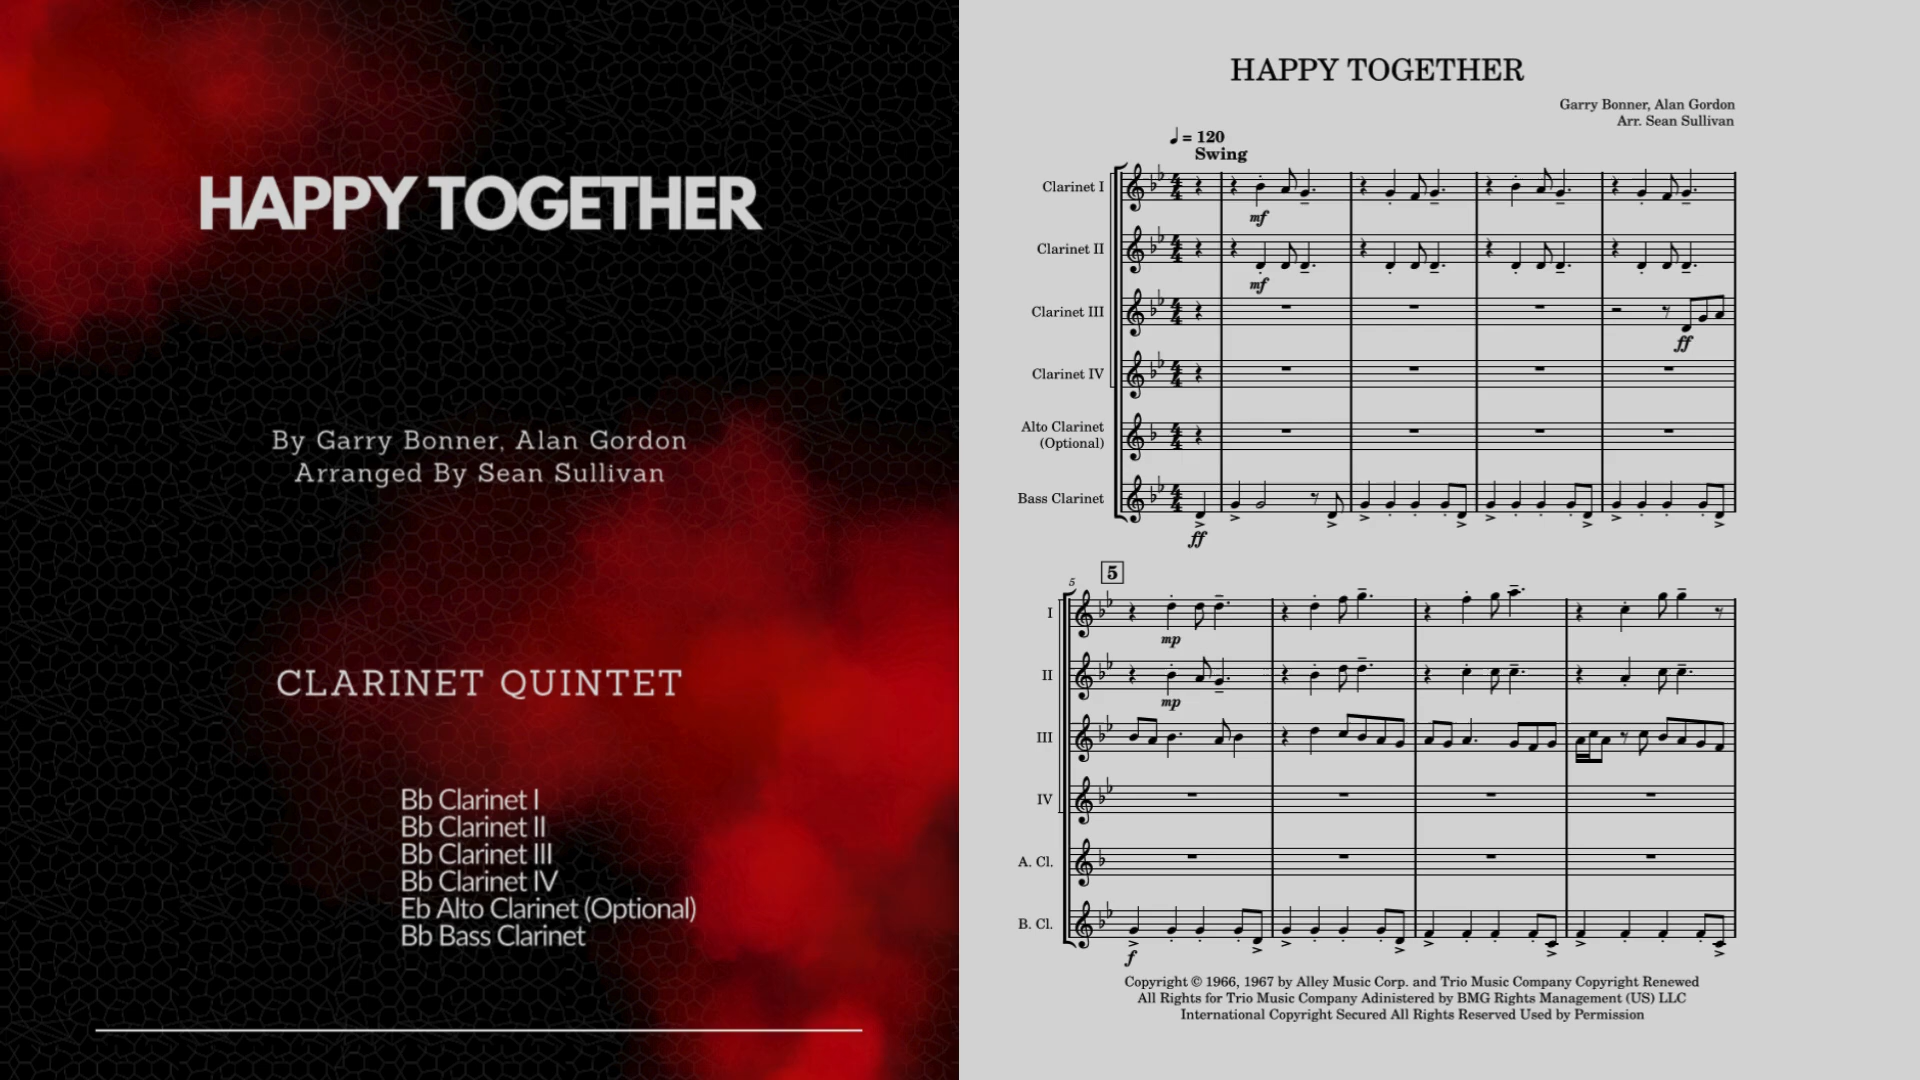 HAPPY TOGETHER
By Garry Bonner, Alan Gordon
Arranged By Sean Sullivan
CLARINET QUINTET
Bb Clarinet I
Bb Clarinet II
Bb Clarinet III
Bb Clarinet IV
Eb Alto Clarinet (Optional)
Bb Bass Clarinet
HAPPY TOGETHER
Garry Bonner, Alan Gordon
Arr. Sean Sullivan
♩ = 120
Swing
Clarinet I
mf
Clarinet II
mf
Clarinet III
ff
Clarinet IV
Alto Clarinet
(Optional)
Bass Clarinet
ff
5
5
I
mp
II
mp
III
IV
A. Cl.
B. Cl.
f
Copyright © 1966, 1967 by Alley Music Corp. and Trio Music Company Copyright Renewed
All Rights for Trio Music Company Adinistered by BMG Rights Management (US) LLC
International Copyright Secured All Rights Reserved Used by Permission